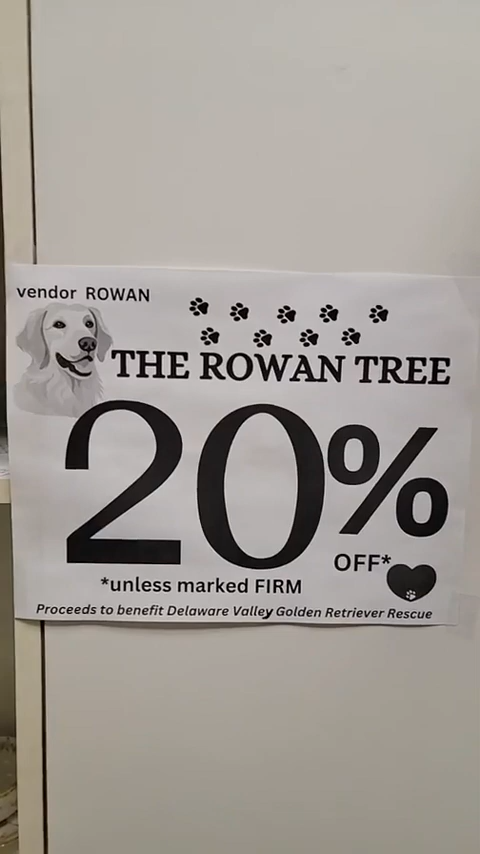 vendor ROWAN
THE ROWAN TREE
20%
OFF*
*unless marked FIRM
Proceeds to benefit Delaware Valley Golden Retriever Rescue